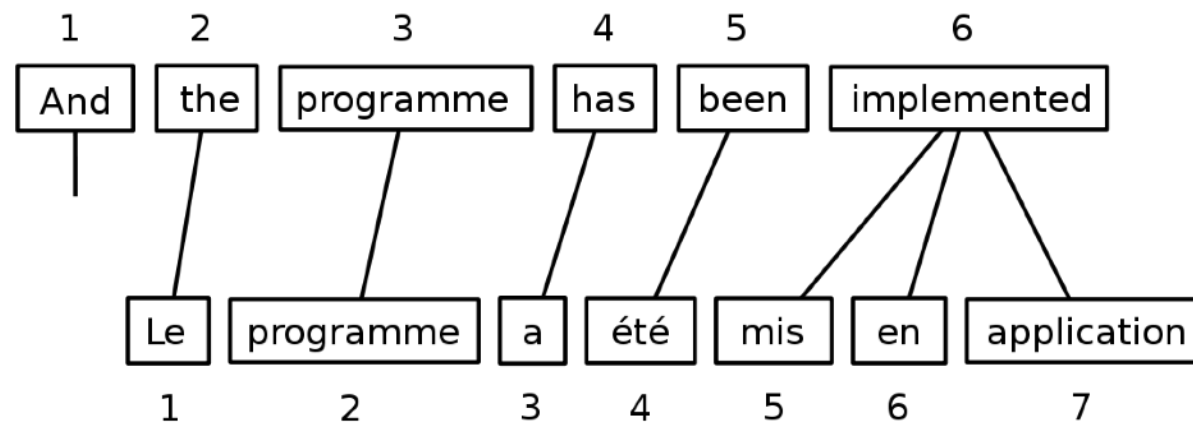 1 2 3 4 5 6
And the programme has been implemented
Le programme a été mis en application
1 2 3 4 5 6 7